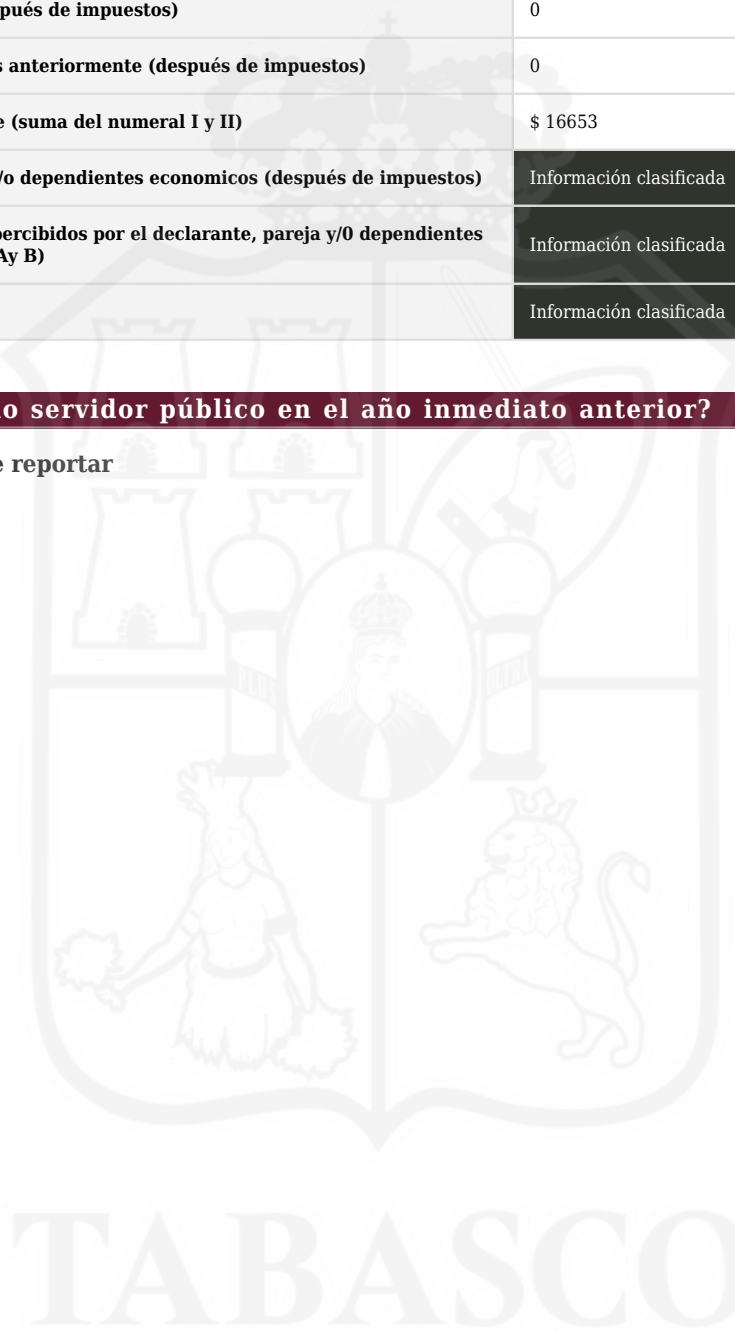 pués de impuestos) 0
s anteriormente (después de impuestos) 0
e (suma del numeral I y II) $ 16653
/o dependientes economicos (después de impuestos) Información clasificada
percibidos por el declarante, pareja y/0 dependientes
Ay B) Información clasificada
Información clasificada
o servidor público en el año inmediato anterior?
e reportar
PLUS ULTRA
TABASCO